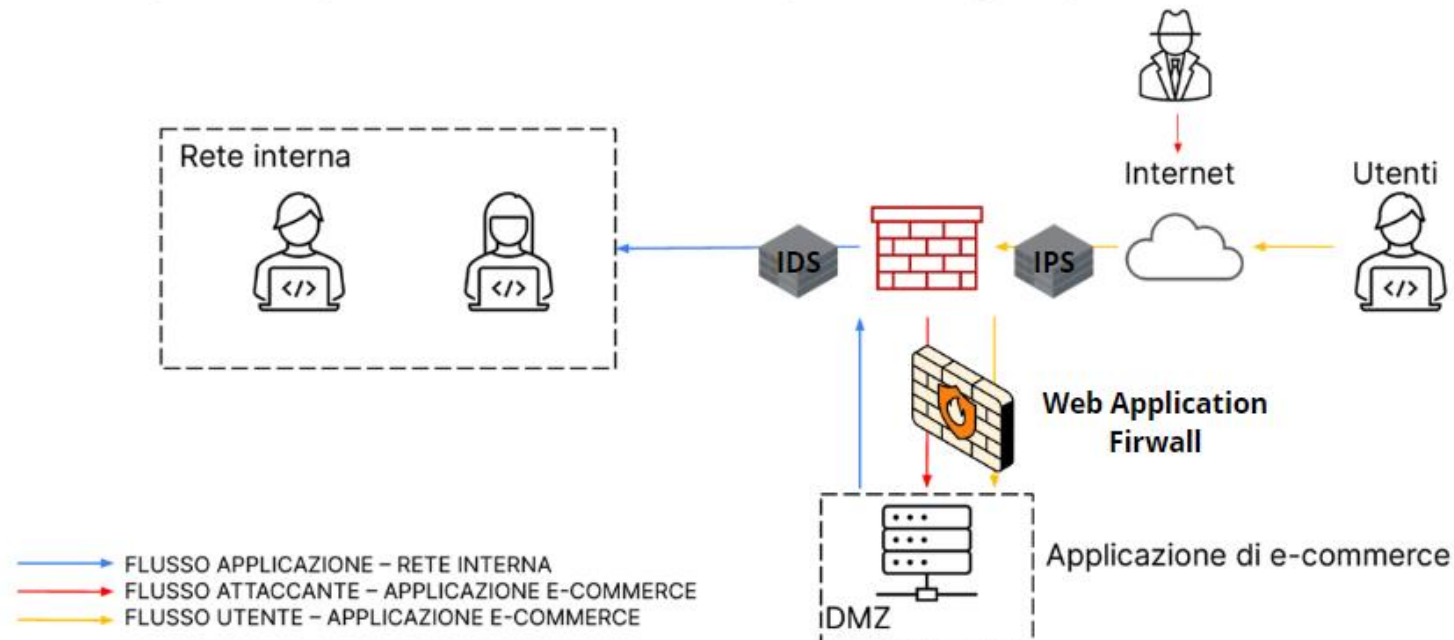 Rete interna
Internet
Utenti
IDS
IPS
Web Application
Firwall
Applicazione di e-commerce
DMZ
FLUSSO APPLICAZIONE – RETE INTERNA
FLUSSO ATTACCANTE – APPLICAZIONE E-COMMERCE
FLUSSO UTENTE – APPLICAZIONE E-COMMERCE